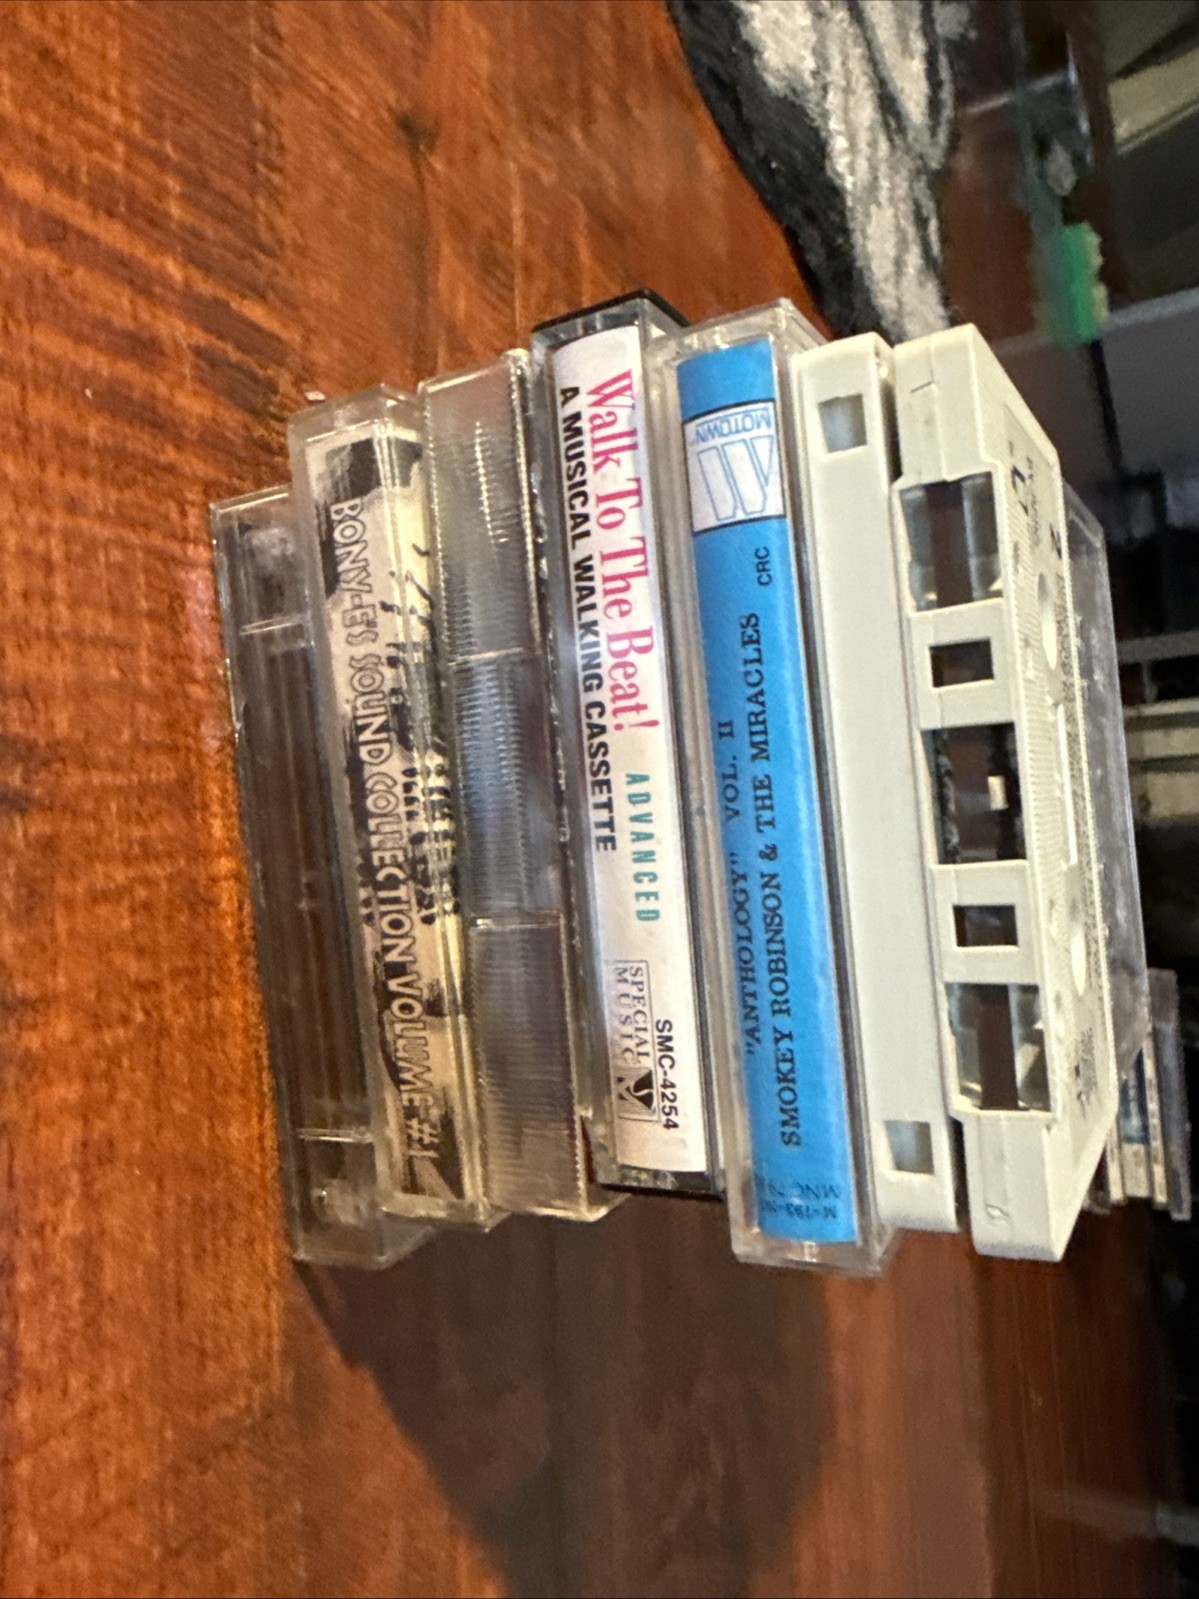 MOTOWN
CRC
"ANTHOLOGY" VOL. II
SMOKEY ROBINSON & THE MIRACLES
Walk To The Beat!
A MUSICAL WALKING CASSETTE
ADVANCED
SPECIAL
MUSIC
SMC-4254
BONY-E'S SOUND COLLECTION VOLUME #1